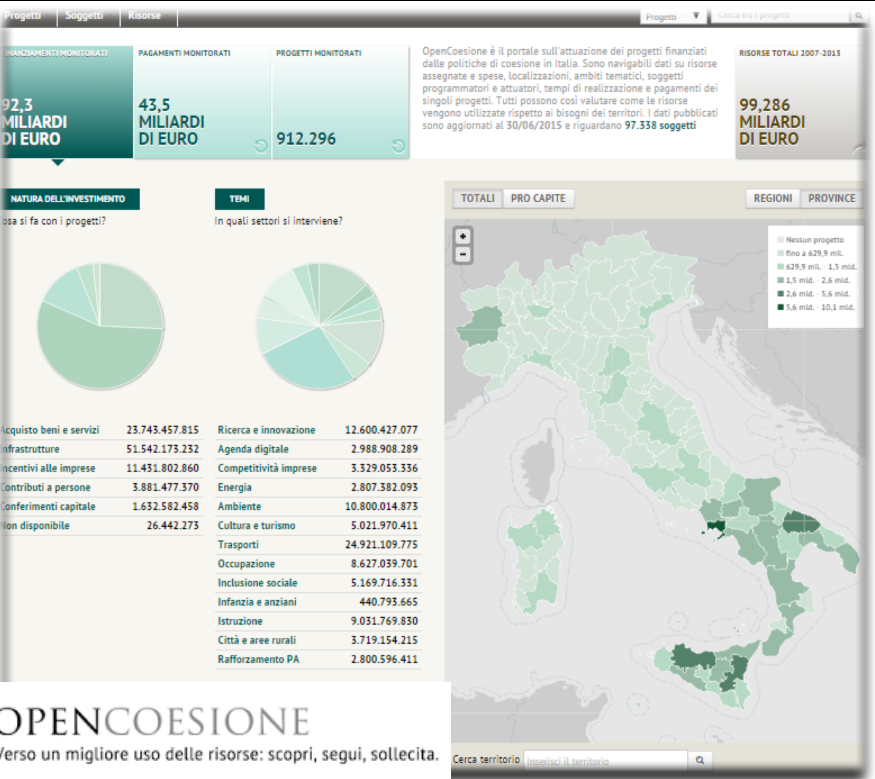 Progetti Soggetti Risorse
Progetti
Cerca tra i progetti
FINANZIAMENTI MONITORATI
92,3
MILIARDI
DI EURO
PAGAMENTI MONITORATI
43,5
MILIARDI
DI EURO
PROGETTI MONITORATI
912.296
OpenCoesione è il portale sull'attuazione dei progetti finanziati
dalle politiche di coesione in Italia. Sono navigabili dati su risorse
assegnate e spese, localizzazioni, ambiti tematici, soggetti
programmatori e attuatori, tempi di realizzazione e pagamenti dei
singoli progetti. Tutti possono così valutare come le risorse
vengono utilizzate rispetto ai bisogni dei territori. I dati pubblicati
sono aggiornati al 30/06/2015 e riguardano 97.338 soggetti
RISORSE TOTALI 2007-2013
99,286
MILIARDI
DI EURO
NATURA DELL'INVESTIMENTO
osa si fa con i progetti?
Acquisto beni e servizi 23.743.457.815
nfrastrutture 51.542.173.232
ncentivi alle imprese 11.431.802.860
Contributi a persone 3.881.477.370
Conferimenti capitale 1.632.582.458
Non disponibile 26.442.273
TEMI
In quali settori si interviene?
Ricerca e innovazione 12.600.427.077
Agenda digitale 2.988.908.289
Competitività imprese 3.329.053.336
Energia 2.807.382.093
Ambiente 10.800.014.873
Cultura e turismo 5.021.970.411
Trasporti 24.921.109.775
Occupazione 8.627.039.701
Inclusione sociale 5.169.716.331
Infanzia e anziani 440.793.665
Istruzione 9.031.769.830
Città e aree rurali 3.719.154.215
Rafforzamento PA 2.800.596.411
TOTALI PRO CAPITE
REGIONI PROVINCE
+
-
Nessun progetto
fino a 629,9 mil.
629,9 mil. - 1,5 mld.
1,5 mld. - 2,6 mld.
2,6 mld. - 5,6 mld.
5,6 mld. - 10,1 mld.
Cerca territorio Inserisci il territorio
OPENCOESIONE
Verso un migliore uso delle risorse: scopri, segui, sollecita.